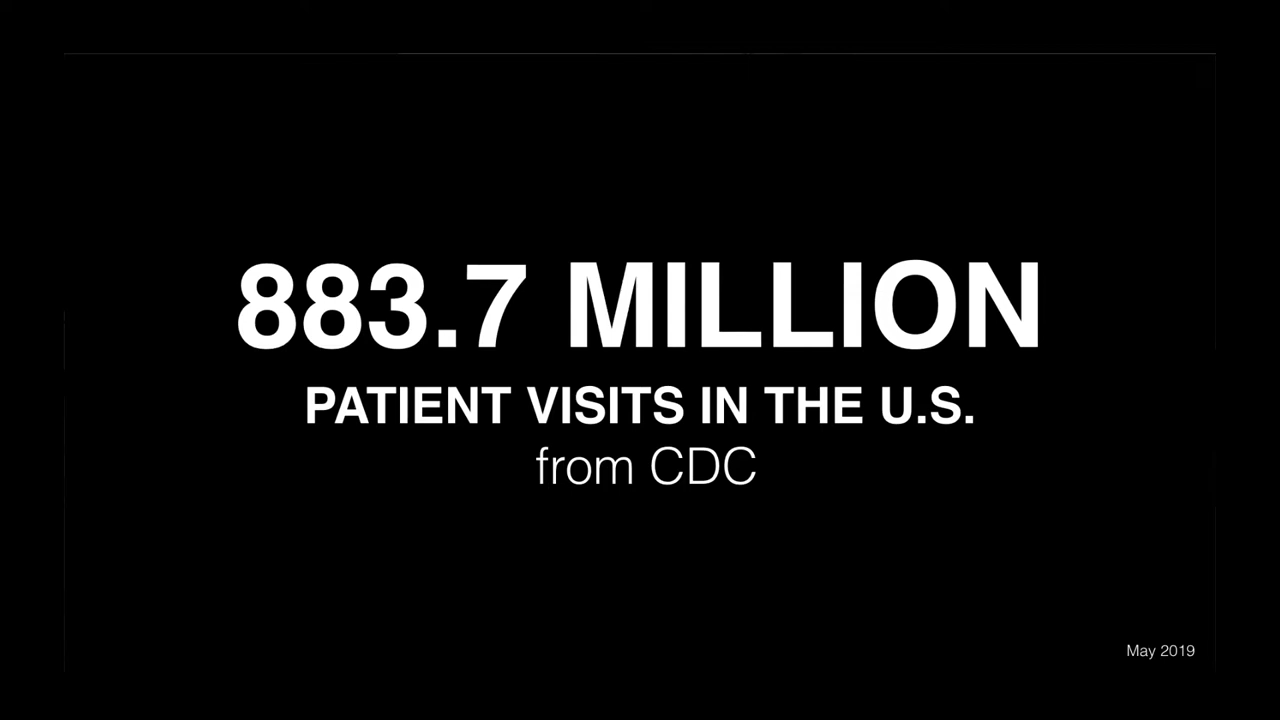 883.7 MILLION
PATIENT VISITS IN THE U.S.
from CDC
May 2019